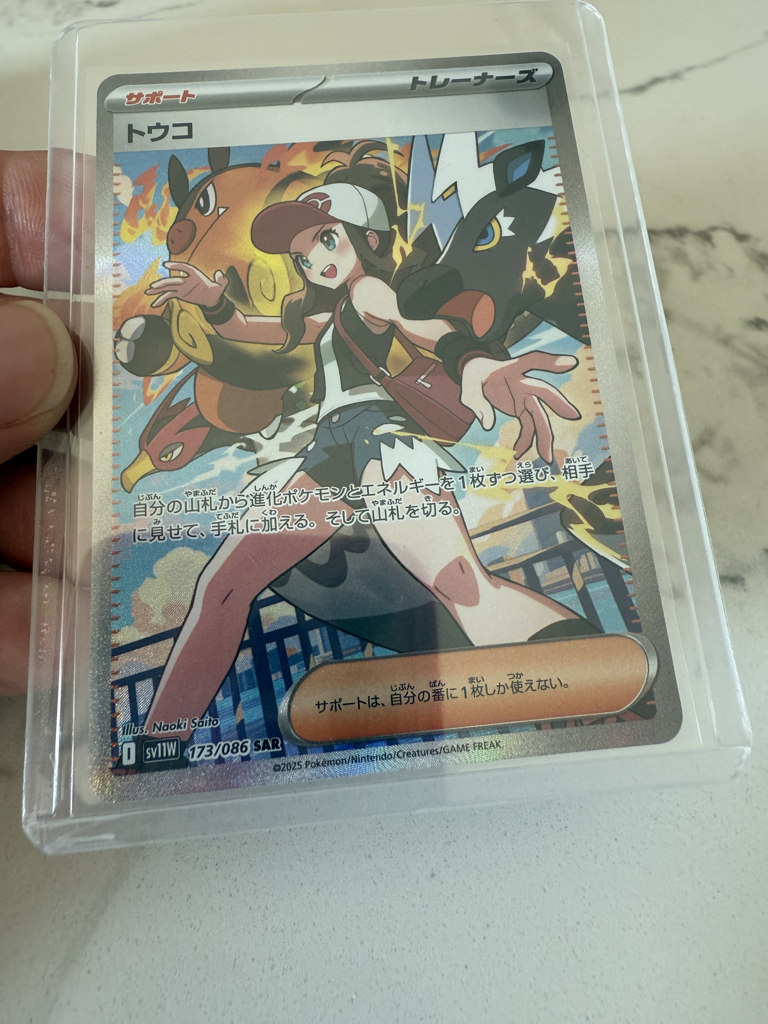 サポート
トレーナーズ
トウコ
自分の山札から進化ポケモンとエネルギーを1枚ずつ選び、相手
に見せて、手札に加える。そして山札を切る。
サポートは、自分の番に1枚しか使えない。
Illus. Naoki Saito
sv11W 173/086 SAR
©2025 Pokémon/Nintendo/Creatures/GAME FREAK